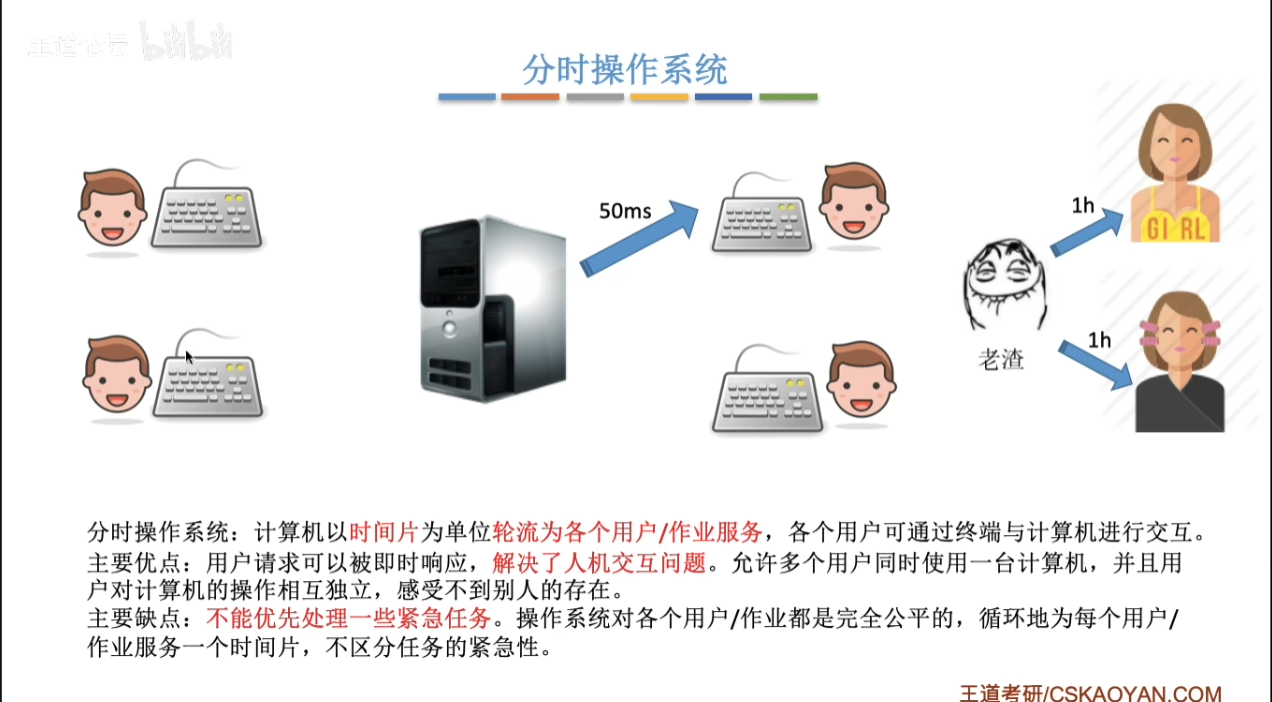 王道论坛 bilibili
分时操作系统
50ms
1h
GIRL
老渣
1h
分时操作系统：计算机以时间片为单位轮流为各个用户/作业服务，各个用户可通过终端与计算机进行交互。
主要优点：用户请求可以被即时响应，解决了人机交互问题。允许多个用户同时使用一台计算机，并且用
户对计算机的操作相互独立，感受不到别人的存在。
主要缺点：不能优先处理一些紧急任务。操作系统对各个用户/作业都是完全公平的，循环地为每个用户/
作业服务一个时间片，不区分任务的紧急性。
王道考研/CSKAOYAN.COM